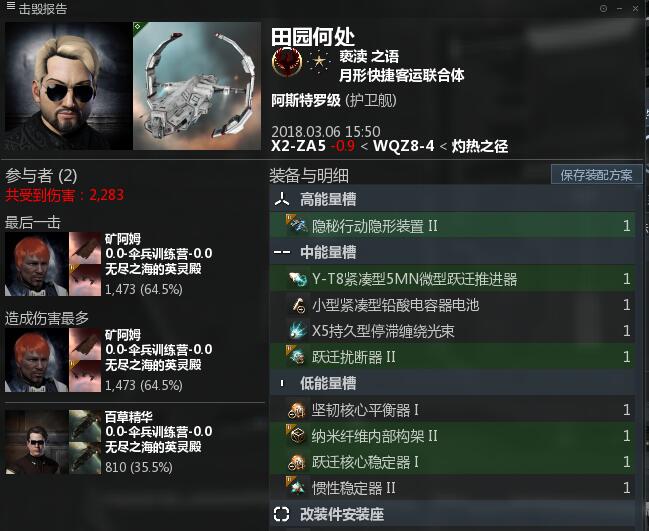 击毁报告
田园何处
亵渎 之语
月形快捷客运联合体
阿斯特罗级 (护卫舰)
2018.03.06 15:50
X2-ZA5 -0.9 < WQZ8-4 < 灼热之径
参与者 (2)
共受到伤害：2,283
最后一击
矿阿姆
0.0-伞兵训练营-0.0
无尽之海的英灵殿
1,473 (64.5%)
造成伤害最多
矿阿姆
0.0-伞兵训练营-0.0
无尽之海的英灵殿
1,473 (64.5%)
百草精华
0.0-伞兵训练营-0.0
无尽之海的英灵殿
810 (35.5%)
装备与明细
保存装配方案
高能量槽
隐秘行动隐形装置 II 1
中能量槽
Y-T8紧凑型5MN微型跃迁推进器 1
小型紧凑型铅酸电容器电池 1
X5持久型停滞缠绕光束 1
跃迁扰断器 II 1
低能量槽
坚韧核心平衡器 I 1
纳米纤维内部构架 II 1
跃迁核心稳定器 I 1
惯性稳定器 II 1
改装件安装座